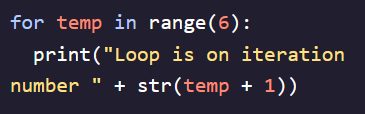 for temp in range(6):
  print("Loop is on iteration
number " + str(temp + 1))